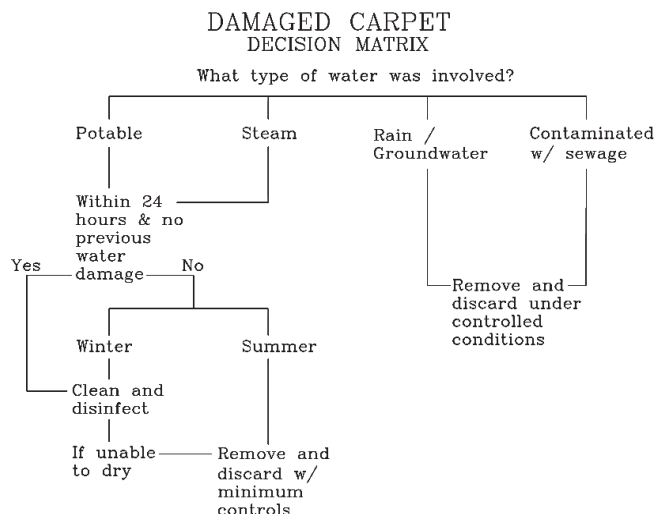 DAMAGED CARPET
DECISION MATRIX
What type of water was involved?
Potable
Steam
Rain /
Groundwater
Contaminated
w/ sewage
Within 24
hours & no
previous
water
damage
Yes
No
Remove and
discard under
controlled
conditions
Winter
Summer
Clean and
disinfect
If unable
to dry
Remove and
discard w/
minimum
controls